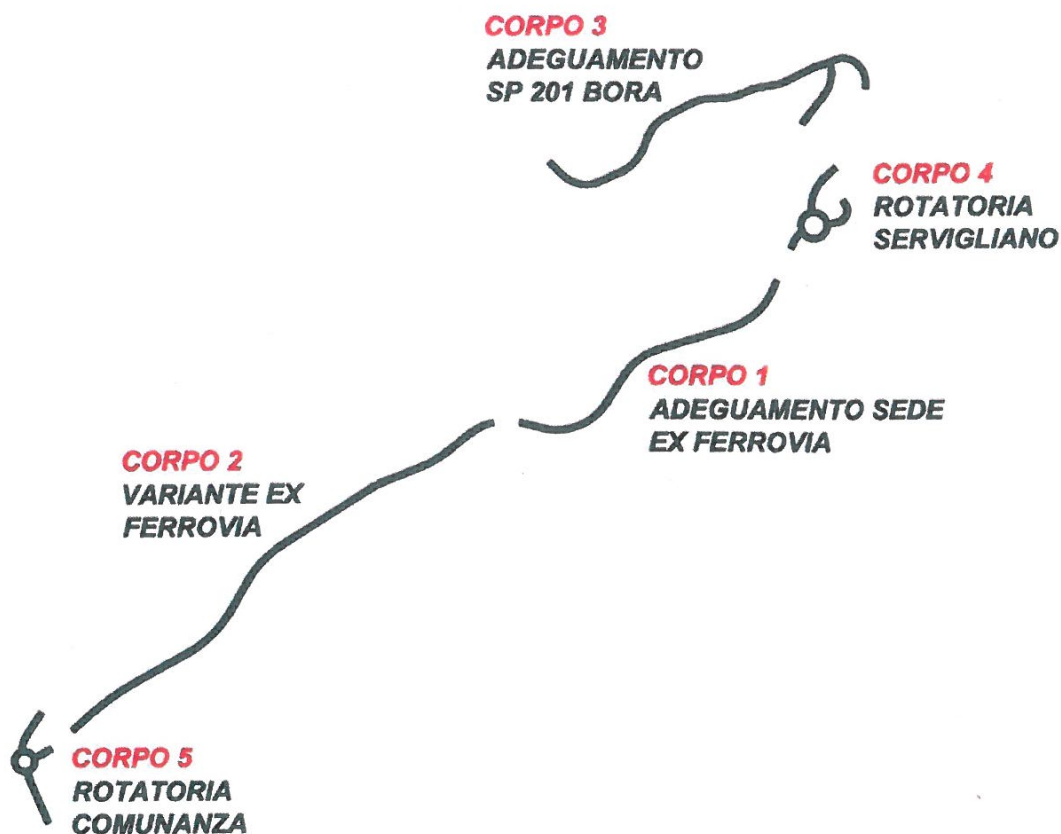 CORPO 3
ADEGUAMENTO
SP 201 BORA
CORPO 4
ROTATORIA
SERVIGLIANO
CORPO 1
ADEGUAMENTO SEDE
EX FERROVIA
CORPO 2
VARIANTE EX
FERROVIA
CORPO 5
ROTATORIA
COMUNANZA